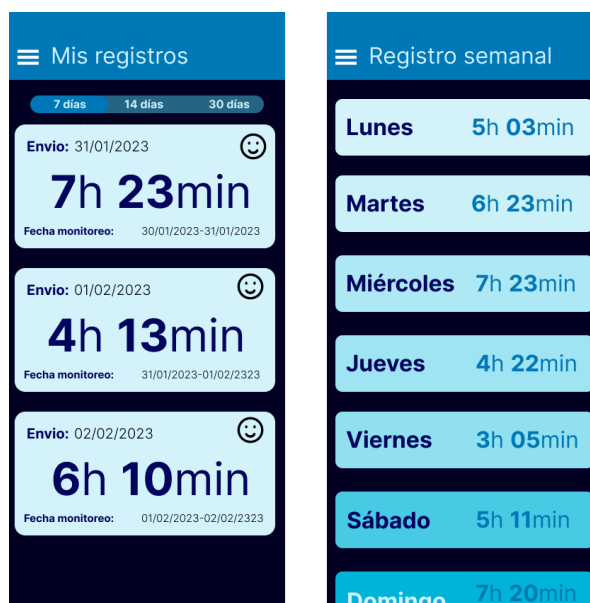 Mis registros
7 días 14 días 30 días
Envio: 31/01/2023
7h 23min
Fecha monitoreo: 30/01/2023-31/01/2023
Envio: 01/02/2023
4h 13min
Fecha monitoreo: 31/01/2023-01/02/2323
Envio: 02/02/2023
6h 10min
Fecha monitoreo: 01/02/2023-02/02/2323
Registro semanal
Lunes 5h 03min
Martes 6h 23min
Miércoles 7h 23min
Jueves 4h 22min
Viernes 3h 05min
Sábado 5h 11min
Domingo 7h 20min